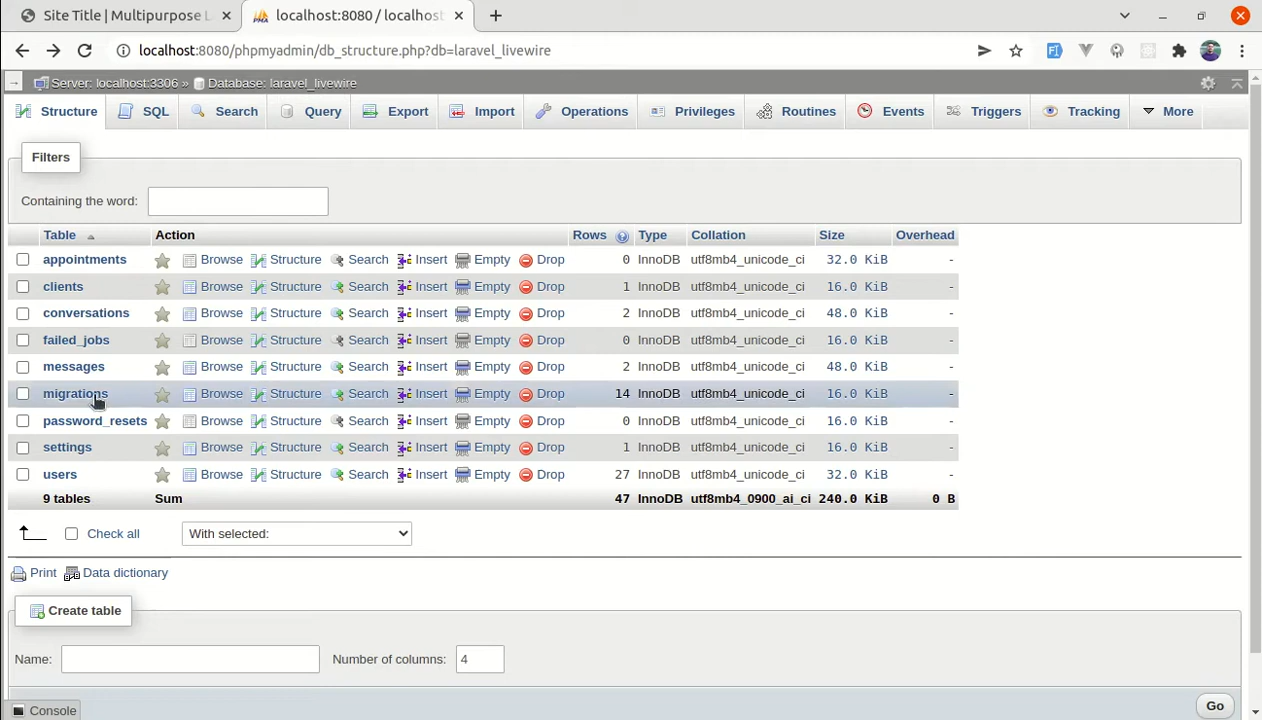 Site Title | Multipurpose L
localhost:8080 / localhost
localhost:8080/phpmyadmin/db_structure.php?db=laravel_livewire
Server: localhost:3306 » Database: laravel_livewire
Structure SQL Search Query Export Import Operations Privileges Routines Events Triggers Tracking More
Filters
Containing the word:
Table Action Rows Type Collation Size Overhead
appointments Browse Structure Search Insert Empty Drop 0 InnoDB utf8mb4_unicode_ci 32.0 KiB -
clients Browse Structure Search Insert Empty Drop 1 InnoDB utf8mb4_unicode_ci 16.0 KiB -
conversations Browse Structure Search Insert Empty Drop 2 InnoDB utf8mb4_unicode_ci 48.0 KiB -
failed_jobs Browse Structure Search Insert Empty Drop 0 InnoDB utf8mb4_unicode_ci 16.0 KiB -
messages Browse Structure Search Insert Empty Drop 2 InnoDB utf8mb4_unicode_ci 48.0 KiB -
migrations Browse Structure Search Insert Empty Drop 14 InnoDB utf8mb4_unicode_ci 16.0 KiB -
password_resets Browse Structure Search Insert Empty Drop 0 InnoDB utf8mb4_unicode_ci 16.0 KiB -
settings Browse Structure Search Insert Empty Drop 1 InnoDB utf8mb4_unicode_ci 16.0 KiB -
users Browse Structure Search Insert Empty Drop 27 InnoDB utf8mb4_unicode_ci 32.0 KiB -
9 tables Sum 47 InnoDB utf8mb4_0900_ai_ci 240.0 KiB 0 B
Check all With selected:
Print Data dictionary
Create table
Name: Number of columns: 4
Console Go